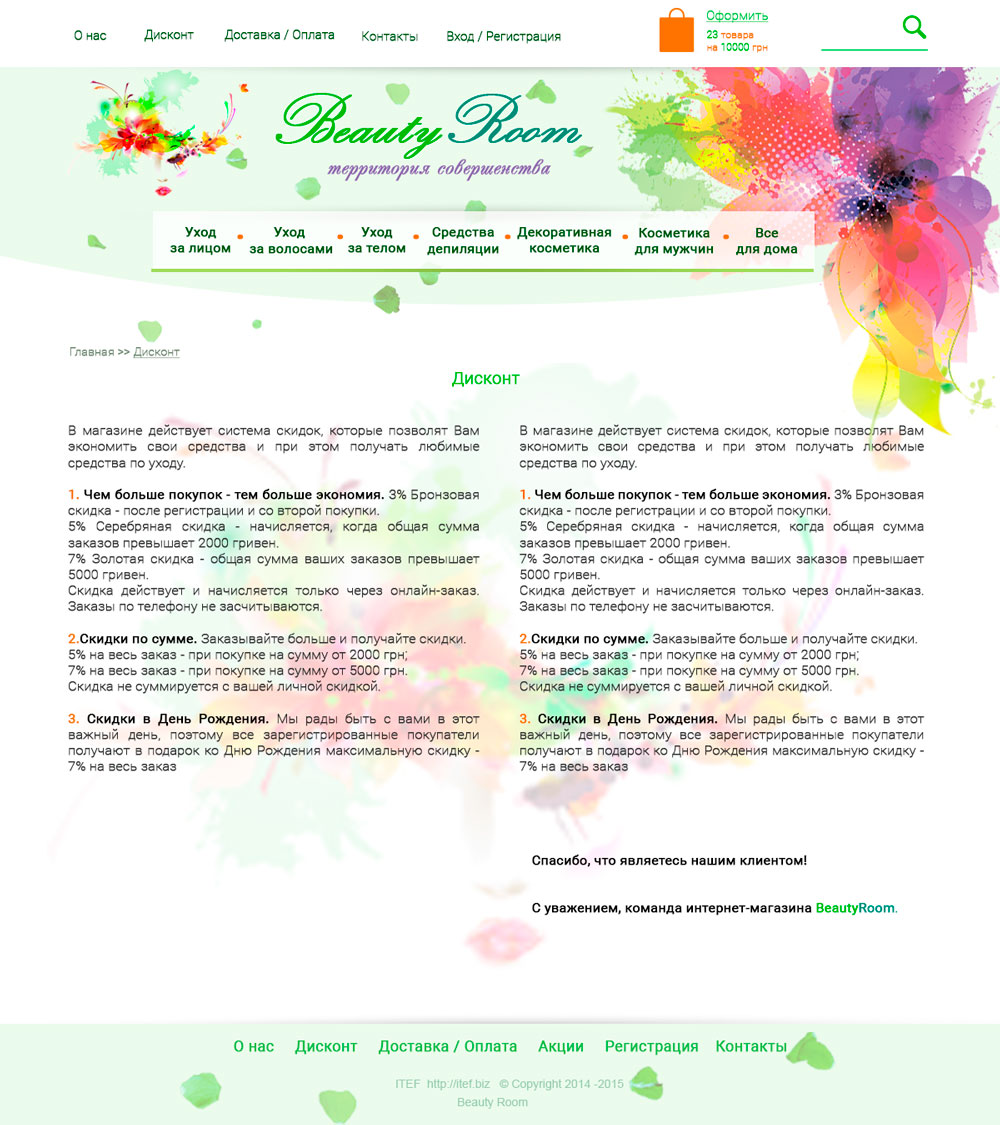 О нас Дисконт Доставка / Оплата Контакты Вход / Регистрация
Оформить
23 товара
на 10000 грн
Beauty Room
территория совершенства
Уход
за лицом
Уход
за волосами
Уход
за телом
Средства
депиляции
Декоративная
косметика
Косметика
для мужчин
Все
для дома
Главная >> Дисконт
Дисконт
В магазине действует система скидок, которые позволят Вам
экономить свои средства и при этом получать любимые
средства по уходу.
1. Чем больше покупок - тем больше экономия. 3% Бронзовая
скидка - после регистрации и со второй покупки.
5% Серебряная скидка - начисляется, когда общая сумма
заказов превышает 2000 гривен.
7% Золотая скидка - общая сумма ваших заказов превышает
5000 гривен.
Скидка действует и начисляется только через онлайн-заказ.
Заказы по телефону не засчитываются.
2.Скидки по сумме. Заказывайте больше и получайте скидки.
5% на весь заказ - при покупке на сумму от 2000 грн;
7% на весь заказ - при покупке на сумму от 5000 грн.
Скидка не суммируется с вашей личной скидкой.
3. Скидки в День Рождения. Мы рады быть с вами в этот
важный день, поэтому все зарегистрированные покупатели
получают в подарок ко Дню Рождения максимальную скидку -
7% на весь заказ
В магазине действует система скидок, которые позволят Вам
экономить свои средства и при этом получать любимые
средства по уходу.
1. Чем больше покупок - тем больше экономия. 3% Бронзовая
скидка - после регистрации и со второй покупки.
5% Серебряная скидка - начисляется, когда общая сумма
заказов превышает 2000 гривен.
7% Золотая скидка - общая сумма ваших заказов превышает
5000 гривен.
Скидка действует и начисляется только через онлайн-заказ.
Заказы по телефону не засчитываются.
2.Скидки по сумме. Заказывайте больше и получайте скидки.
5% на весь заказ - при покупке на сумму от 2000 грн;
7% на весь заказ - при покупке на сумму от 5000 грн.
Скидка не суммируется с вашей личной скидкой.
3. Скидки в День Рождения. Мы рады быть с вами в этот
важный день, поэтому все зарегистрированные покупатели
получают в подарок ко Дню Рождения максимальную скидку -
7% на весь заказ
Спасибо, что являетесь нашим клиентом!
С уважением, команда интернет-магазина BeautyRoom.
О нас Дисконт Доставка / Оплата Акции Регистрация Контакты
ITEF http://itef.biz © Copyright 2014 -2015
Beauty Room